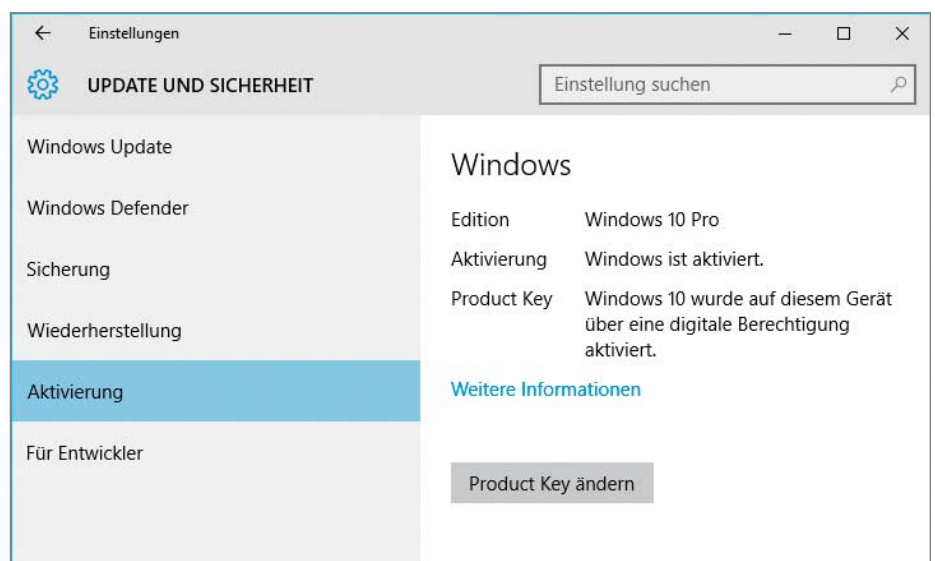 Einstellungen
UPDATE UND SICHERHEIT
Einstellung suchen
Windows Update
Windows Defender
Sicherung
Wiederherstellung
Aktivierung
Für Entwickler
Windows
Edition Windows 10 Pro
Aktivierung Windows ist aktiviert.
Product Key Windows 10 wurde auf diesem Gerät
über eine digitale Berechtigung
aktiviert.
Weitere Informationen
Product Key ändern